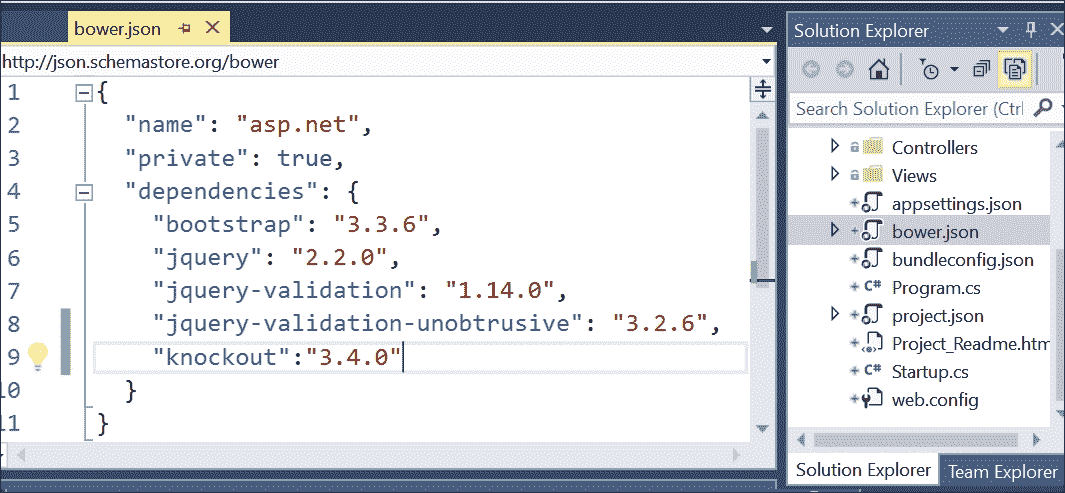 bower.json
http://json.schemastore.org/bower
1 {
2 "name": "asp.net",
3 "private": true,
4 "dependencies": {
5 "bootstrap": "3.3.6",
6 "jquery": "2.2.0",
7 "jquery-validation": "1.14.0",
8 "jquery-validation-unobtrusive": "3.2.6",
9 "knockout":"3.4.0"
10 }
11 }
Solution Explorer
Search Solution Explorer (Ctrl
Controllers
Views
appsettings.json
bower.json
bundleconfig.json
C# Program.cs
project.json
Project_Readme.htm
C# Startup.cs
web.config
Solution Explorer
Team Explorer